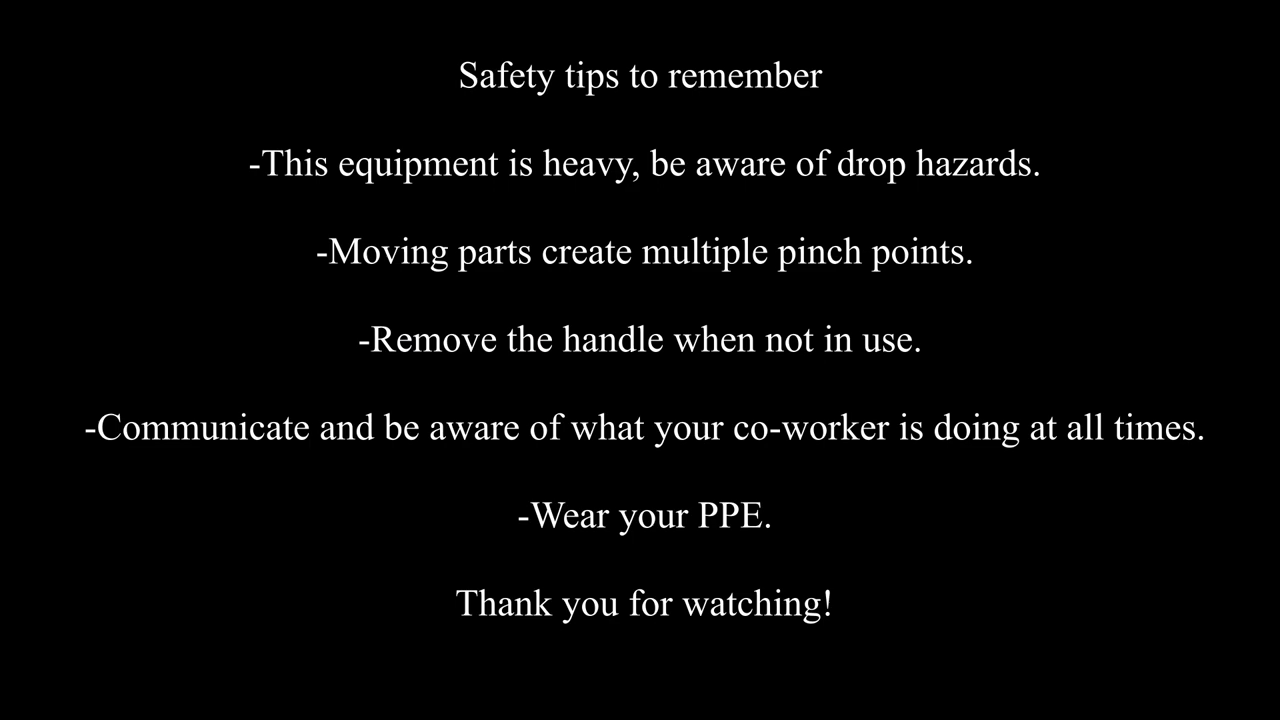 Safety tips to remember
-This equipment is heavy, be aware of drop hazards.
-Moving parts create multiple pinch points.
-Remove the handle when not in use.
-Communicate and be aware of what your co-worker is doing at all times.
-Wear your PPE.
Thank you for watching!